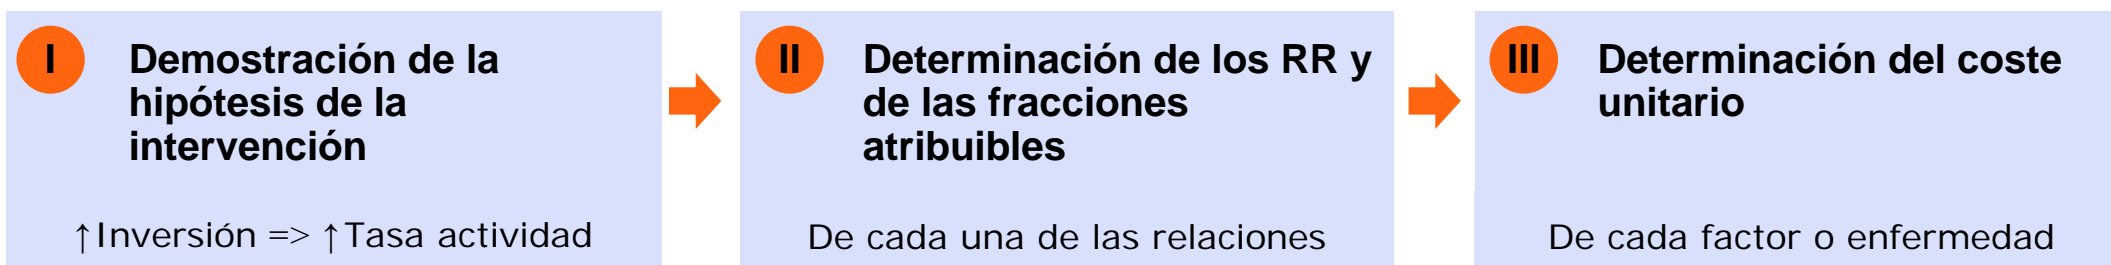 I
Demostración de la
hipótesis de la
intervención
↑Inversión => ↑Tasa actividad
II
Determinación de los RR y
de las fracciones
atribuibles
De cada una de las relaciones
III
Determinación del coste
unitario
De cada factor o enfermedad